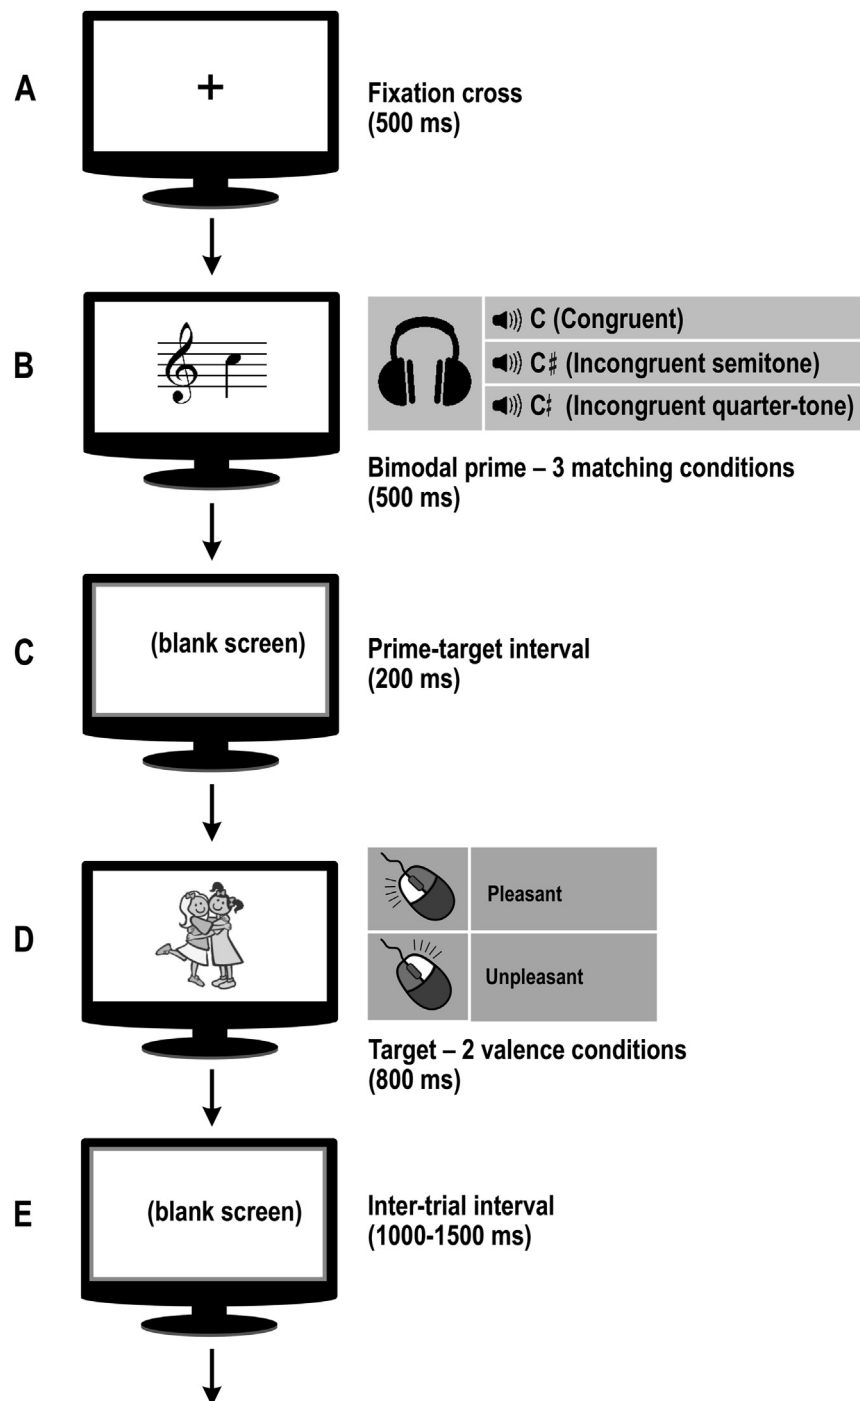 A
+
Fixation cross
(500 ms)
B
C (Congruent)
C♯ (Incongruent semitone)
C𝄲 (Incongruent quarter-tone)
Bimodal prime – 3 matching conditions
(500 ms)
C
(blank screen)
Prime-target interval
(200 ms)
D
Pleasant
Unpleasant
Target – 2 valence conditions
(800 ms)
E
(blank screen)
Inter-trial interval
(1000-1500 ms)